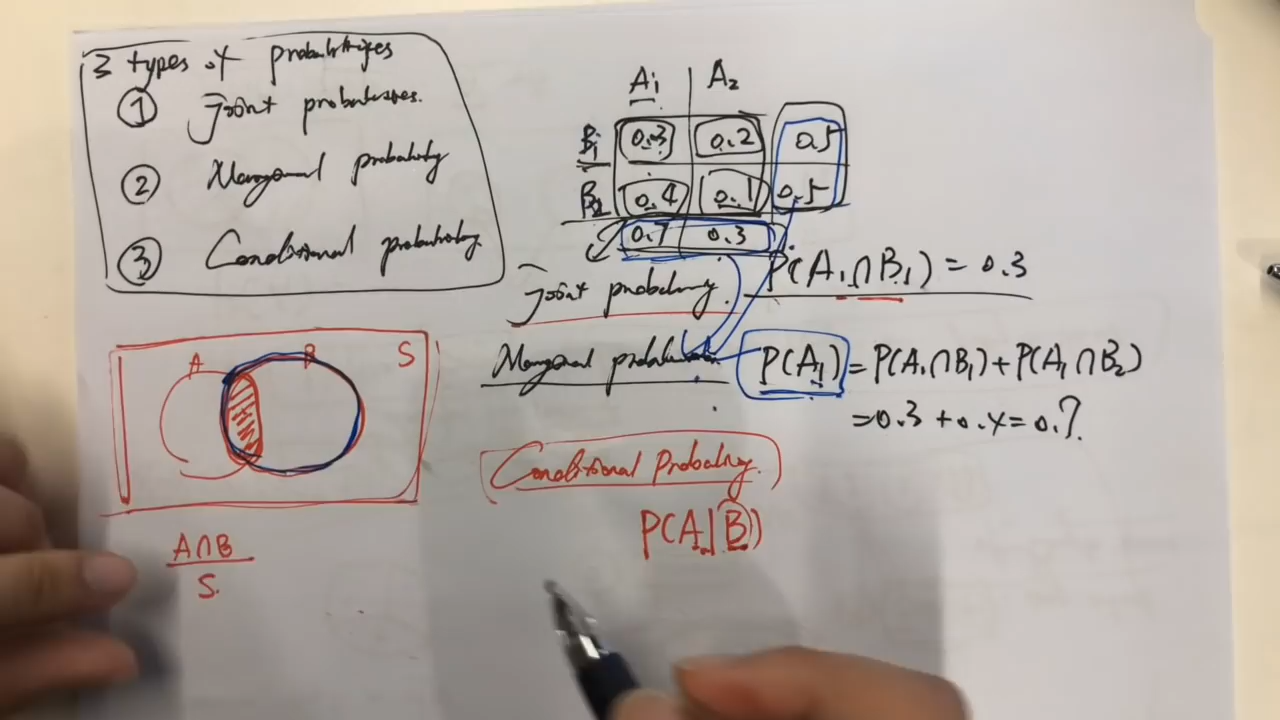 3 types of probabilities
① Joint probabilities.
② Marginal probability
③ Conditional probability
A₁ A₂
B₁ 0.3 0.2 0.5
B₂ 0.4 0.1 0.5
0.7 0.3
Joint probability. P(A₁∩B₁) = 0.3
Marginal probabilities P(A₁) = P(A₁∩B₁) + P(A₁∩B₂)
= 0.3 + 0.4 = 0.7.
A B S
A∩B
S.
Conditional Probability.
P(A|B)